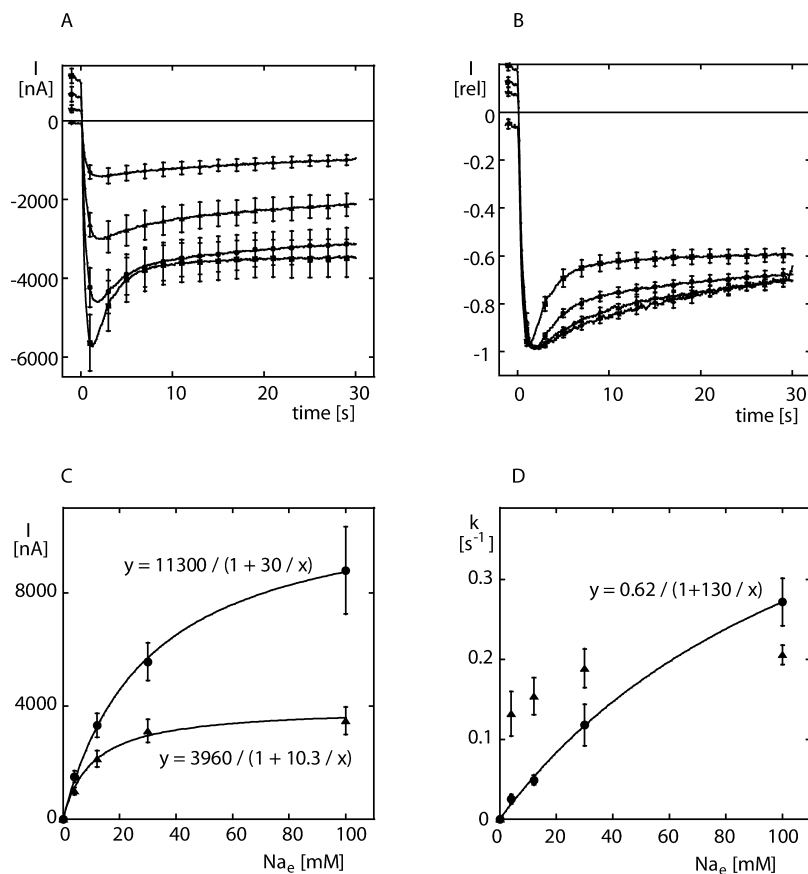 A
I
[nA]
0
-2000
-4000
-6000
0
10
20
30
time [s]
B
I
[rel]
0
-0.2
-0.4
-0.6
-0.8
-1
0
10
20
30
time [s]
C
I
[nA]
8000
4000
0
y = 11300 / (1 + 30 / x)
y = 3960 / (1 + 10.3 / x)
0
20
40
60
80
100
Nae [mM]
D
k
[s-1]
0.3
0.2
0.1
0
y = 0.62 / (1+130 / x)
0
20
40
60
80
100
Nae [mM]